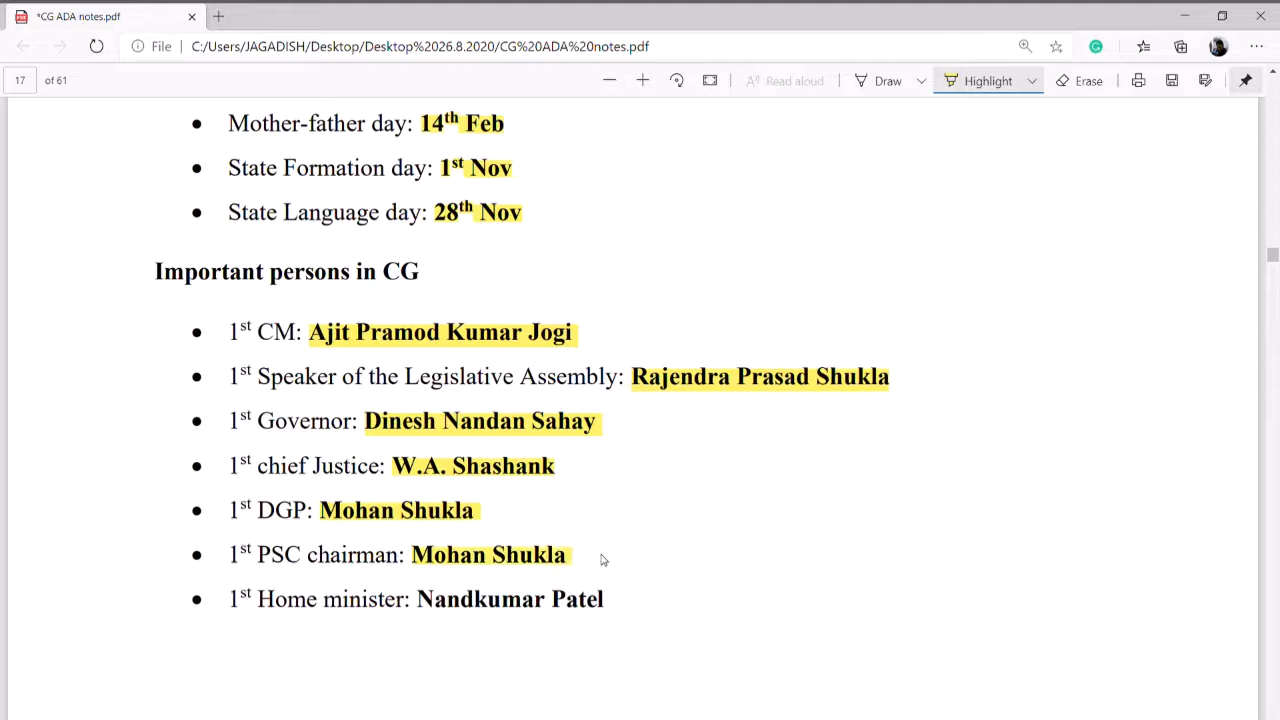 *CG ADA notes.pdf
File | C:/Users/JAGADISH/Desktop/Desktop%2026.8.2020/CG%20ADA%20notes.pdf
17 of 61 Read aloud Draw Highlight Erase
• Mother-father day: 14th Feb
• State Formation day: 1st Nov
• State Language day: 28th Nov
Important persons in CG
• 1st CM: Ajit Pramod Kumar Jogi
• 1st Speaker of the Legislative Assembly: Rajendra Prasad Shukla
• 1st Governor: Dinesh Nandan Sahay
• 1st chief Justice: W.A. Shashank
• 1st DGP: Mohan Shukla
• 1st PSC chairman: Mohan Shukla
• 1st Home minister: Nandkumar Patel